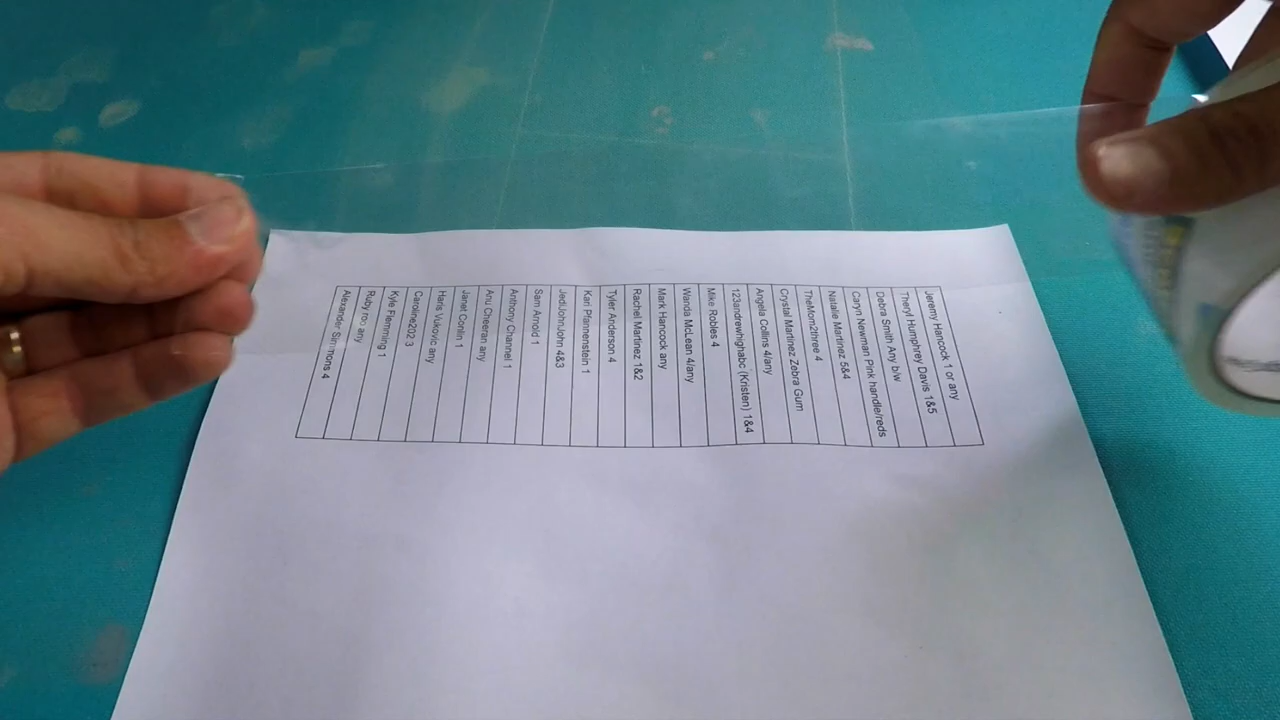 Jeremy Hancock 1 or any
Theryl Humphrey Davis 1&5
Debra Smith Any b/w
Caryn Newman Pink handle/reds
Natalie Martinez 5&4
TheMom2three 4
Crystal Martinez Zebra Gum
Angela Collins 4/any
123andrewhighabc (Kristen) 1&4
Mike Robles 4
Wanda McLean 4/any
Mark Hancock any
Rachel Martinez 1&2
Tyler Anderson 4
Kari Pfannenstein 1
JediJohnJohn 4&3
Sam Arnold 1
Anthony Channel 1
Anu Cheeran any
Janet Conlin 1
Haris Vukovic any
Caroline202 3
Kyle Flemming 1
Ruby roo any
Alexander Simmons 4